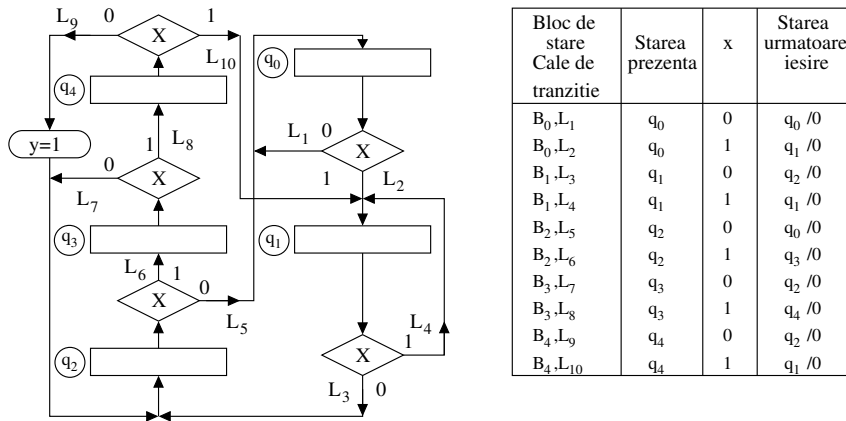 L9 0 1
X
L10
q0
q4
L8
L1 0
y=1
1
0
X
X
1 L2
L7
q3
q1
L6 1
0
X
L5
L4
1
q2
X
L3 0
Bloc de stare Cale de tranzitie | Starea prezenta | x | Starea urmatoare iesire
B0,L1 q0 0 q0 /0
B0,L2 q0 1 q1 /0
B1,L3 q1 0 q2 /0
B1,L4 q1 1 q1 /0
B2,L5 q2 0 q0 /0
B2,L6 q2 1 q3 /0
B3,L7 q3 0 q2 /0
B3,L8 q3 1 q4 /0
B4,L9 q4 0 q2 /0
B4,L10 q4 1 q1 /0